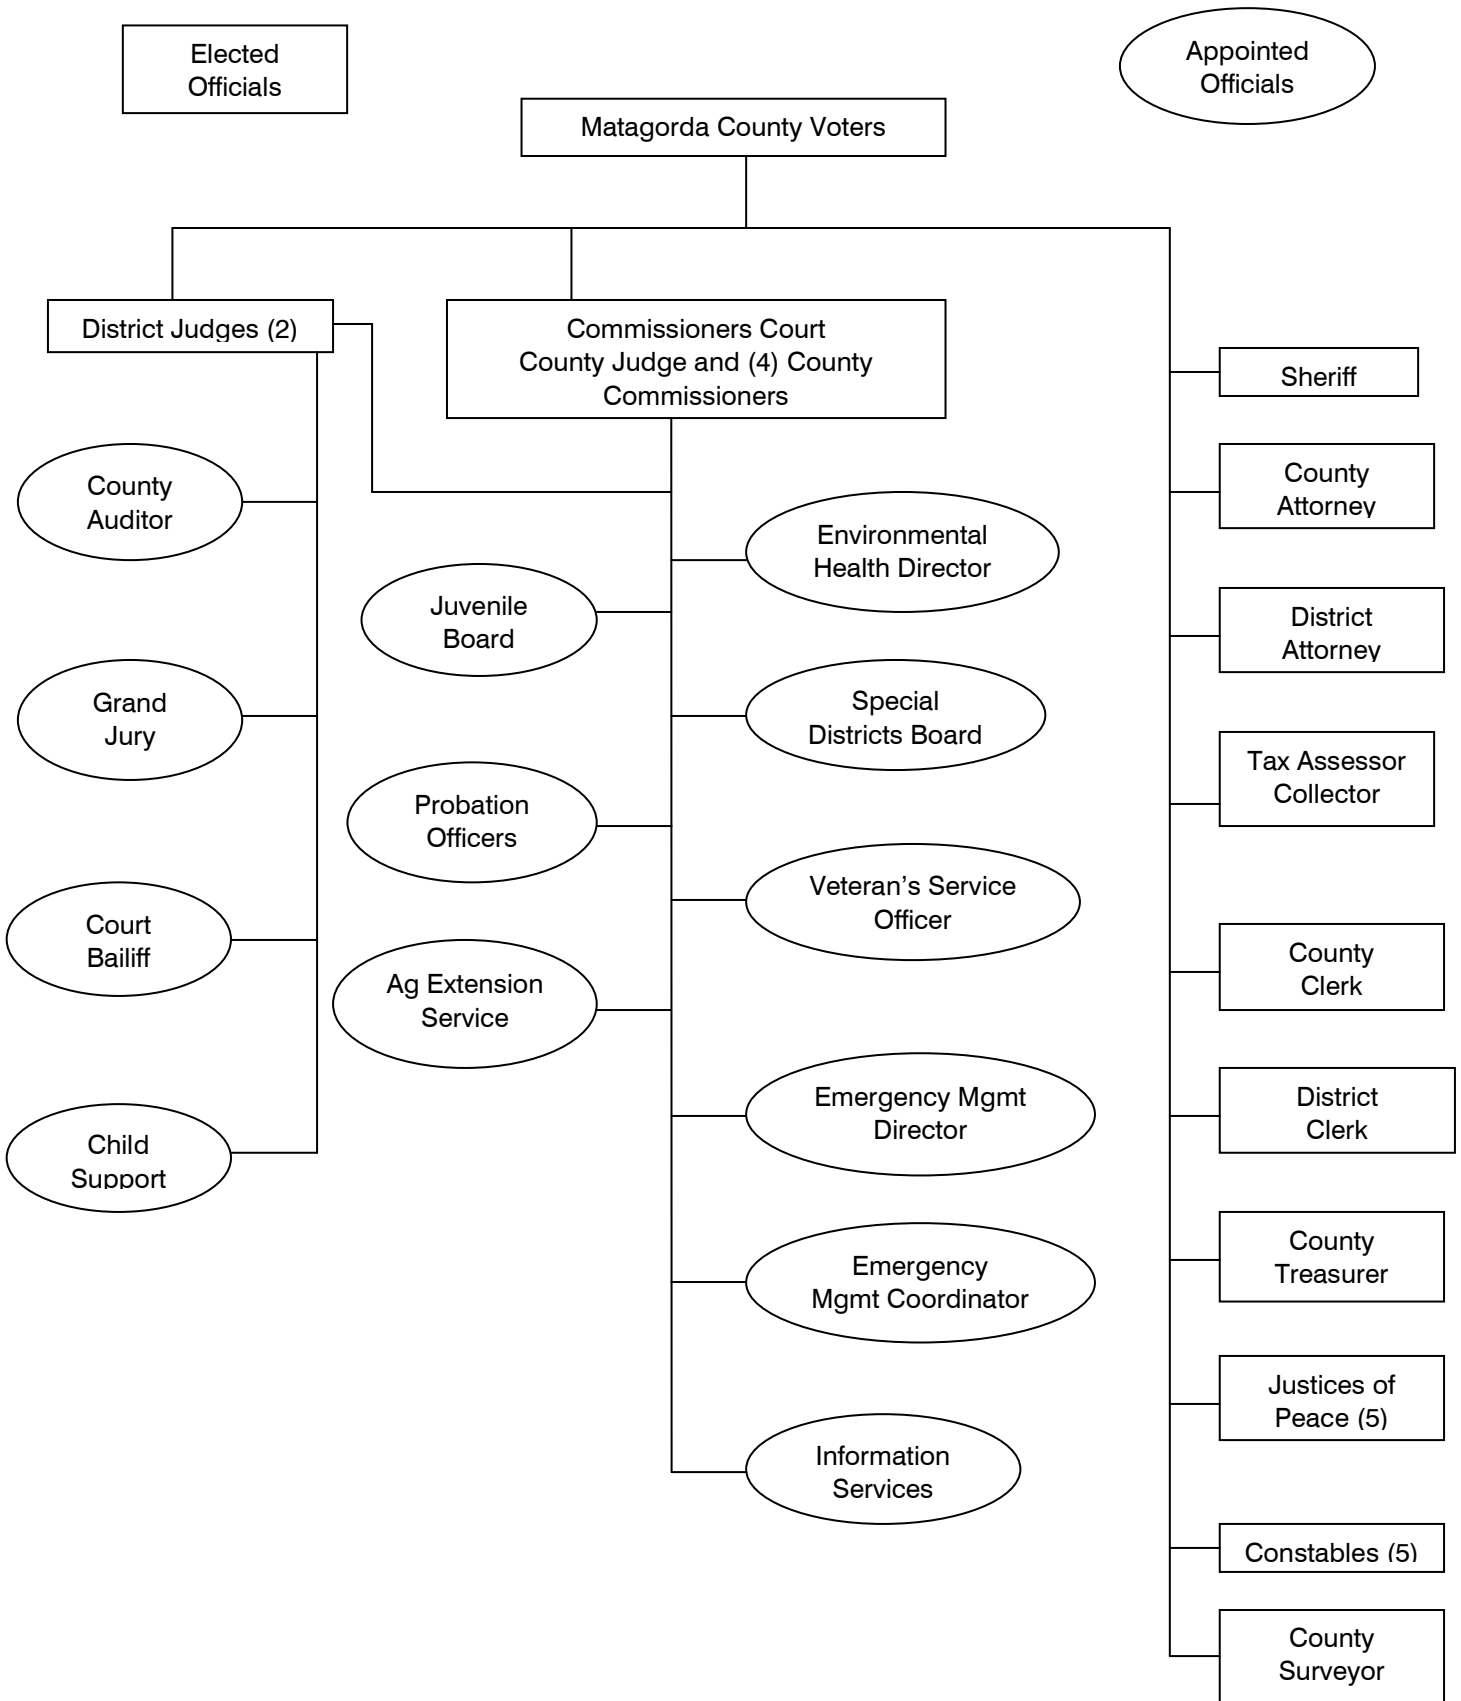 Elected
Officials
Appointed
Officials
Matagorda County Voters
District Judges (2)
Commissioners Court
County Judge and (4) County
Commissioners
County
Auditor
Grand
Jury
Court
Bailiff
Child
Support
Juvenile
Board
Probation
Officers
Ag Extension
Service
Environmental
Health Director
Special
Districts Board
Veteran’s Service
Officer
Emergency Mgmt
Director
Emergency
Mgmt Coordinator
Information
Services
Sheriff
County
Attorney
District
Attorney
Tax Assessor
Collector
County
Clerk
District
Clerk
County
Treasurer
Justices of
Peace (5)
Constables (5)
County
Surveyor